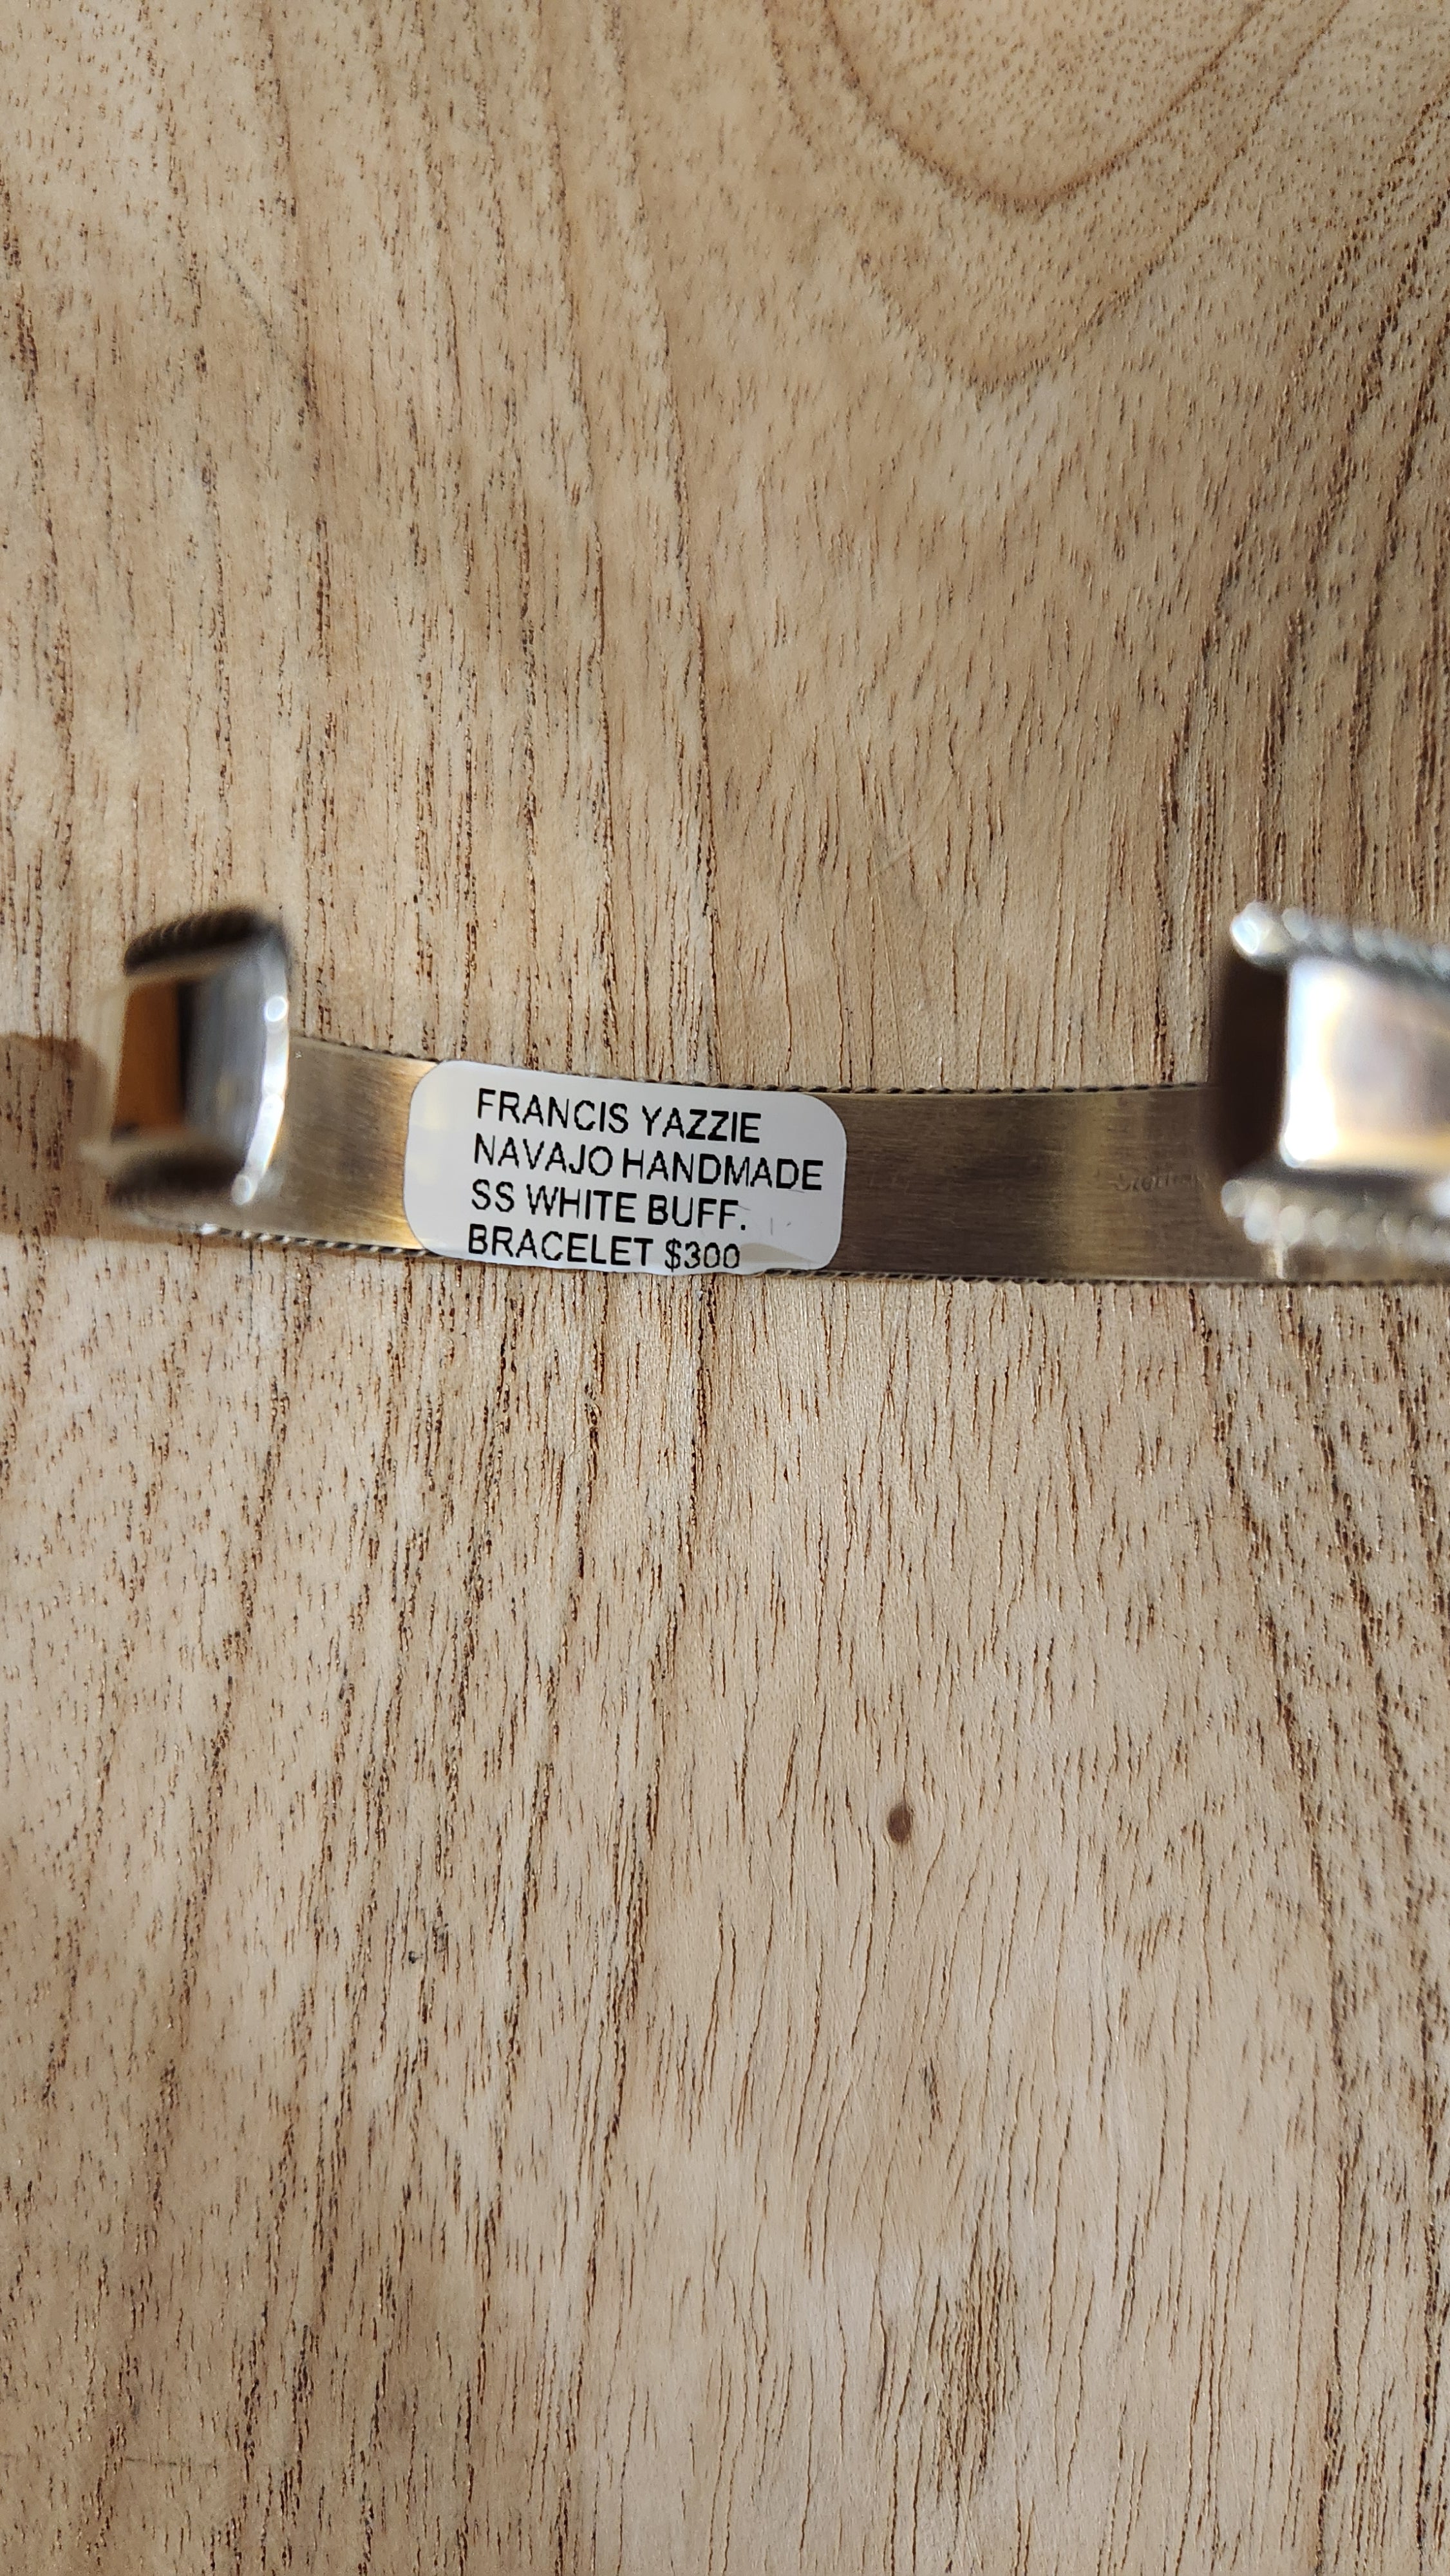 FRANCIS YAZZIE
NAVAJO HANDMADE
SS WHITE BUFF.
BRACELET $300